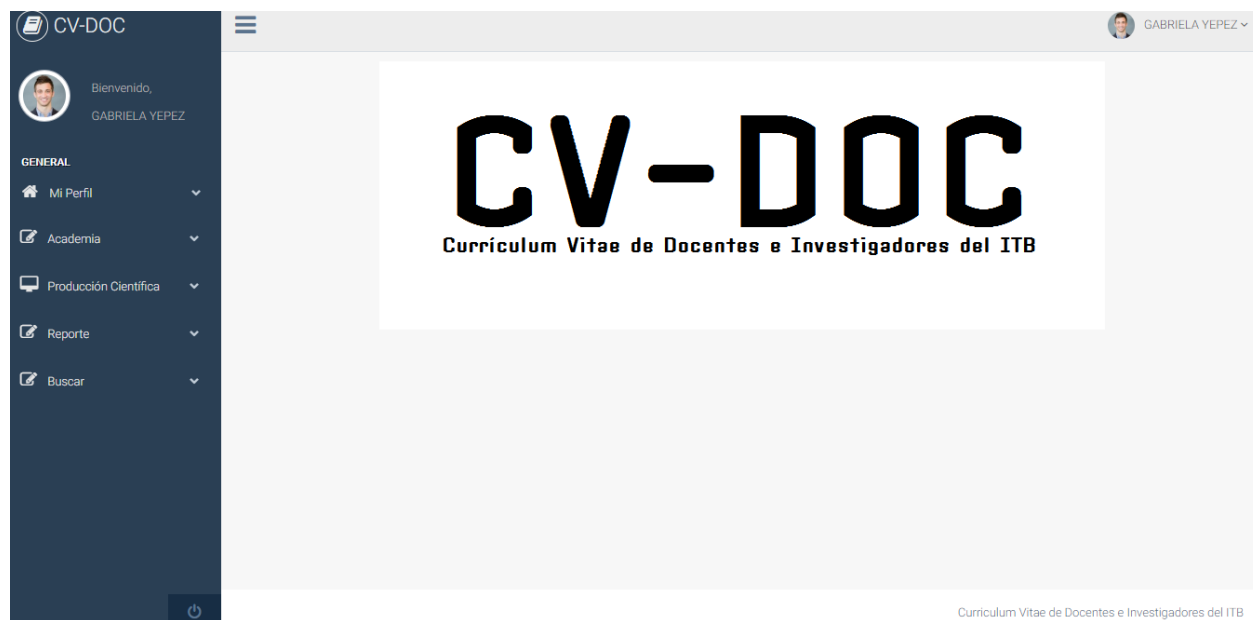 CV-DOC
GABRIELA YEPEZ
Bienvenido,
GABRIELA YEPEZ
GENERAL
Mi Perfil
Academia
Producción Científica
Reporte
Buscar
CV-DOC
Currículum Vitae de Docentes e Investigadores del ITB
Curriculum Vitae de Docentes e Investigadores del ITB